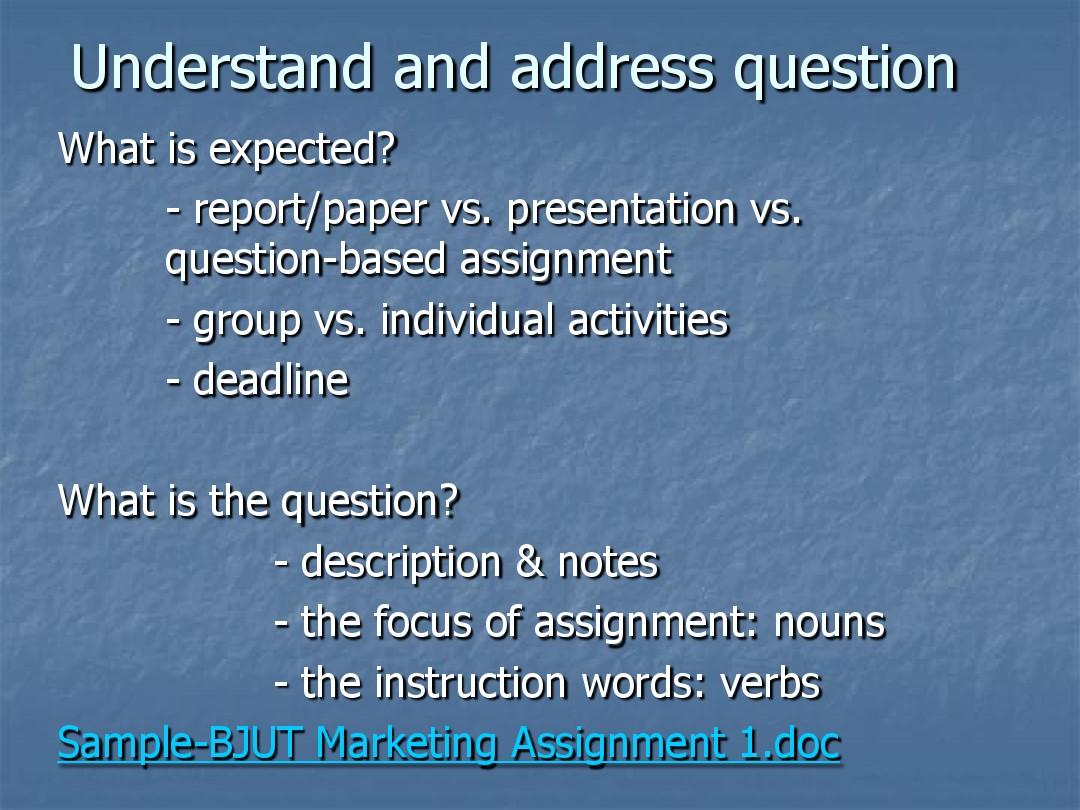 Understand and address question
What is expected?
- report/paper vs. presentation vs.
question-based assignment
- group vs. individual activities
- deadline
What is the question?
- description & notes
- the focus of assignment: nouns
- the instruction words: verbs
Sample-BJUT Marketing Assignment 1.doc